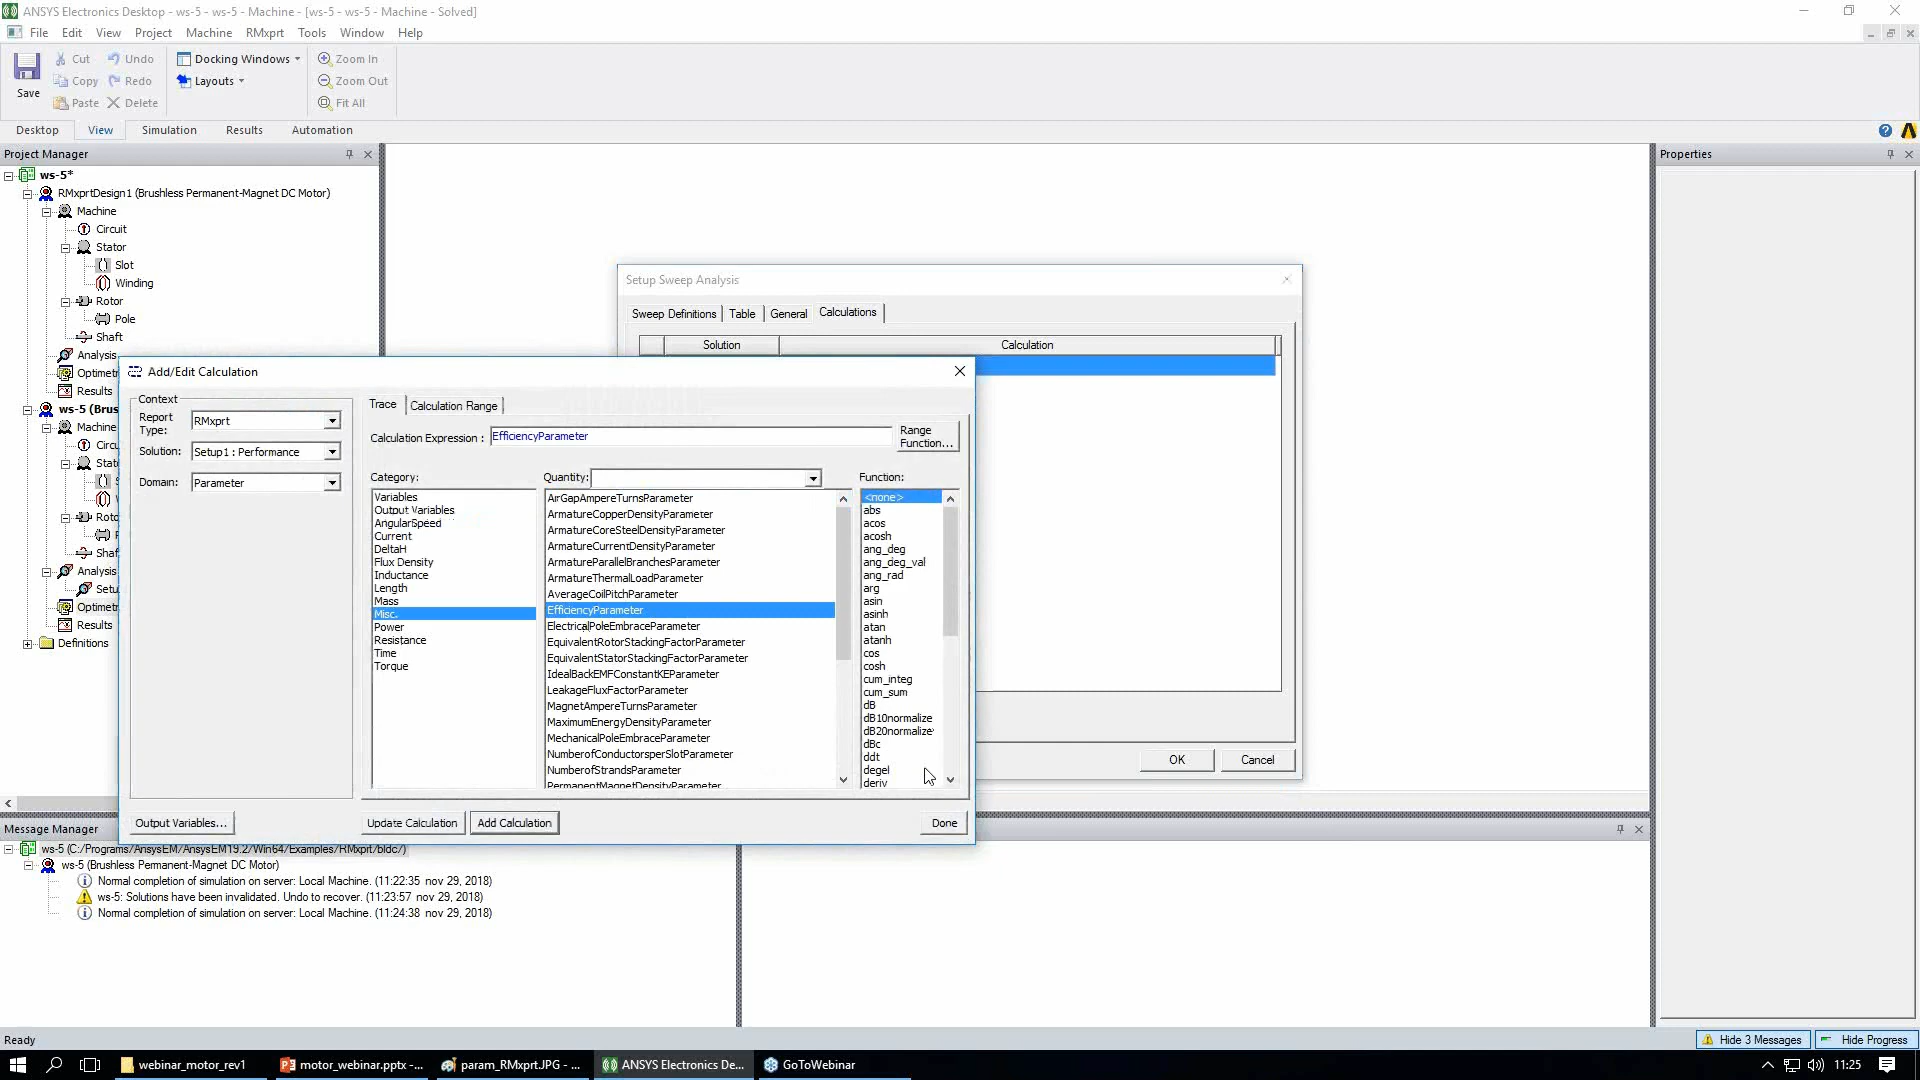 ANSYS Electronics Desktop - ws-5 - ws-5 - Machine - [ws-5 - ws-5 - Machine - Solved]
File Edit View Project Machine RMxprt Tools Window Help
Save
Cut
Copy
Paste
Undo
Redo
Delete
Docking Windows
Layouts
Zoom In
Zoom Out
Fit All
Desktop View Simulation Results Automation
Project Manager
ws-5*
RMxprtDesign1 (Brushless Permanent-Magnet DC Motor)
Machine
Circuit
Stator
Slot
Winding
Rotor
Pole
Shaft
Analysis
Optimetr
Results
ws-5 (Brus
Machine
Circu
Stat
S
Roto
Shaf
Analysis
Setu
Optimetr
Results
Definitions
Properties
Setup Sweep Analysis
Sweep Definitions Table General Calculations
Solution Calculation
OK Cancel
Add/Edit Calculation
Context
Report Type: RMxprt
Solution: Setup1 : Performance
Domain: Parameter
Output Variables...
Trace Calculation Range
Calculation Expression : EfficiencyParameter
Range Function...
Category:
Variables
Output Variables
AngularSpeed
Current
DeltaH
Flux Density
Inductance
Length
Mass
Misc.
Power
Resistance
Time
Torque
Quantity:
AirGapAmpereTurnsParameter
ArmatureCopperDensityParameter
ArmatureCoreSteelDensityParameter
ArmatureCurrentDensityParameter
ArmatureParallelBranchesParameter
ArmatureThermalLoadParameter
AverageCoilPitchParameter
EfficiencyParameter
ElectricalPoleEmbraceParameter
EquivalentRotorStackingFactorParameter
EquivalentStatorStackingFactorParameter
IdealBackEMFConstantKEParameter
LeakageFluxFactorParameter
MagnetAmpereTurnsParameter
MaximumEnergyDensityParameter
MechanicalPoleEmbraceParameter
NumberofConductorsperSlotParameter
NumberofStrandsParameter
PermanentMagnetDensityParameter
Function:
<none>
abs
acos
acosh
ang_deg
ang_deg_val
ang_rad
arg
asin
asinh
atan
atanh
cos
cosh
cum_integ
cum_sum
dB
dB10normalize
dB20normalize
dBc
ddt
degel
deriv
Update Calculation Add Calculation Done
Message Manager
ws-5 (C:/Programs/AnsysEM/AnsysEM19.2/Win64/Examples/RMxprt/bldc/)
ws-5 (Brushless Permanent-Magnet DC Motor)
Normal completion of simulation on server: Local Machine. (11:22:35 nov 29, 2018)
ws-5: Solutions have been invalidated. Undo to recover. (11:23:57 nov 29, 2018)
Normal completion of simulation on server: Local Machine. (11:24:38 nov 29, 2018)
Ready
Hide 3 Messages Hide Progress
webinar_motor_rev1 motor_webinar.pptx -... param_RMxprt.JPG - ... ANSYS Electronics De... GoToWebinar 11:25